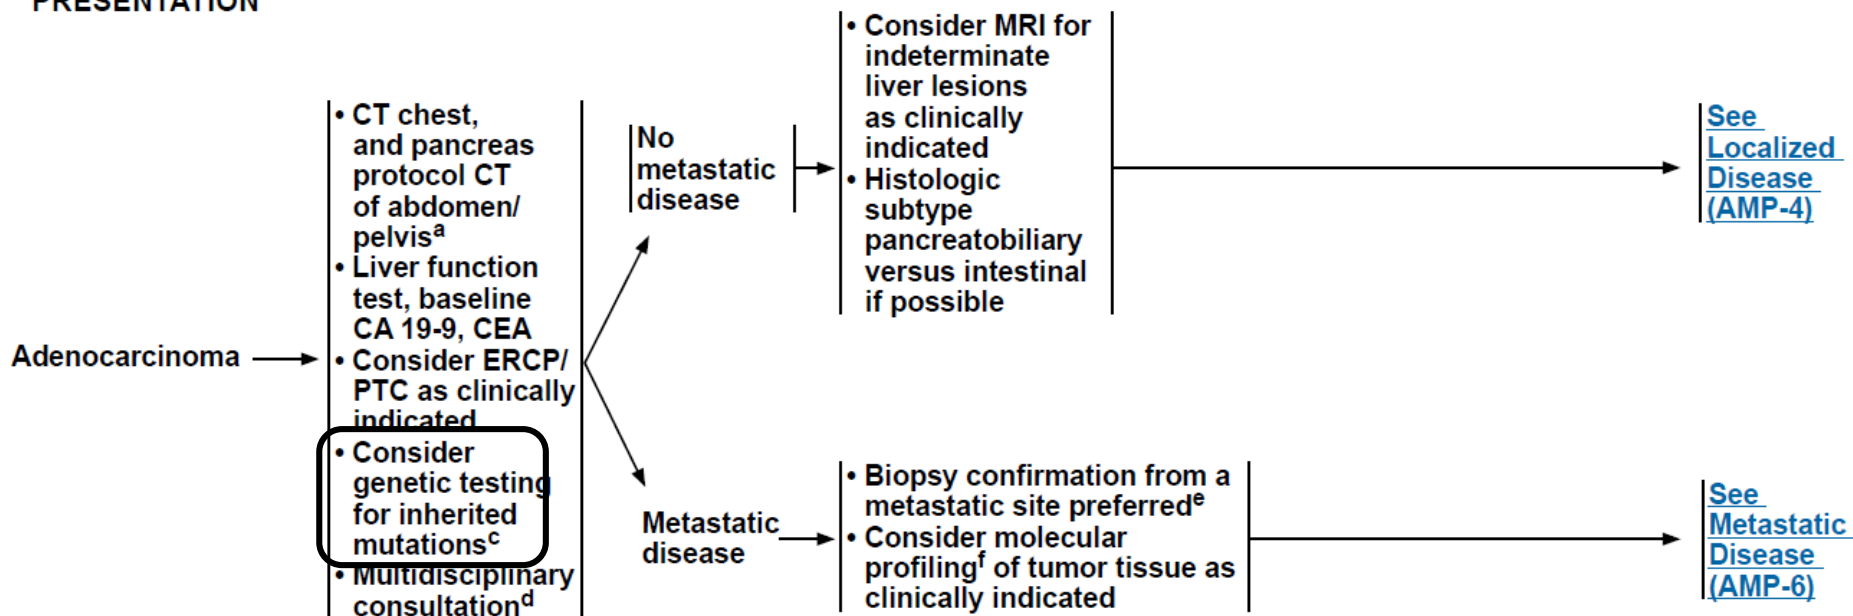 PRESENTATION
Adenocarcinoma
• CT chest,
and pancreas
protocol CT
of abdomen/
pelvisa
• Liver function
test, baseline
CA 19-9, CEA
• Consider ERCP/
PTC as clinically
indicated
• Consider
genetic testing
for inherited
mutationsc
• Multidisciplinary
consultationd
No
metastatic
disease
• Consider MRI for
indeterminate
liver lesions
as clinically
indicated
• Histologic
subtype
pancreatobiliary
versus intestinal
if possible
See
Localized
Disease
(AMP-4)
Metastatic
disease
• Biopsy confirmation from a
metastatic site preferrede
• Consider molecular
profilingf of tumor tissue as
clinically indicated
See
Metastatic
Disease
(AMP-6)